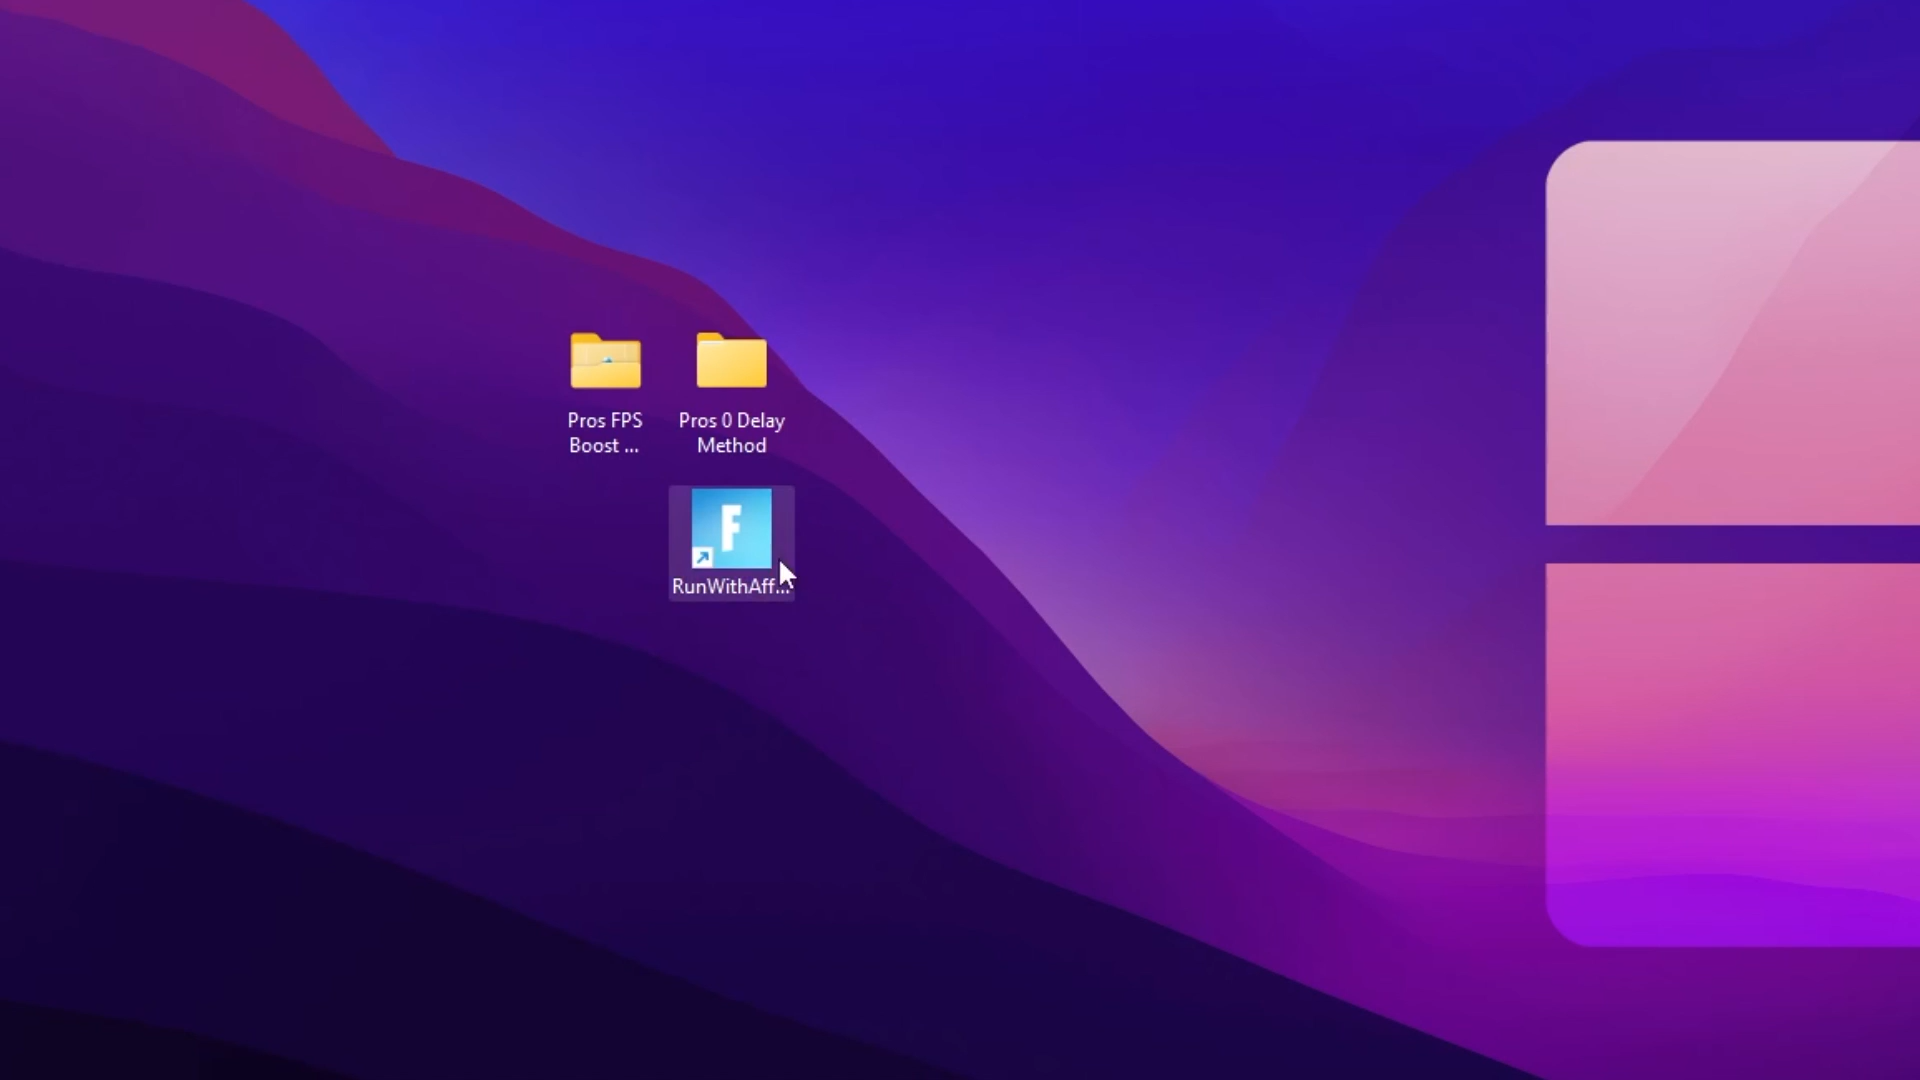 Pros FPS
Boost ...
Pros 0 Delay
Method
F
RunWithAff...